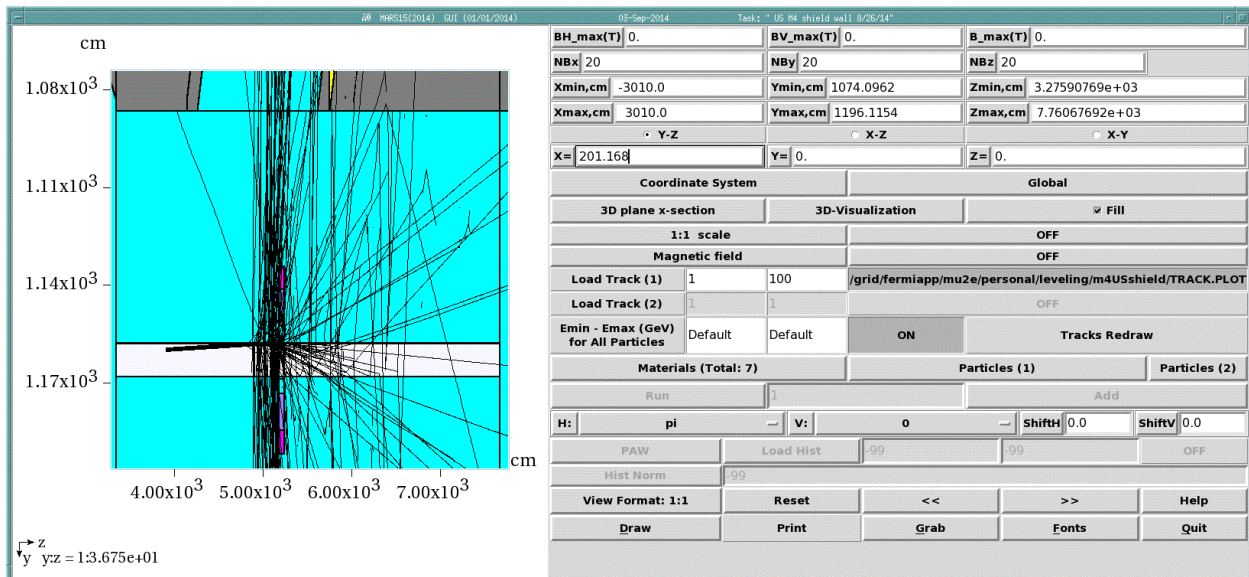 MARS15(2014) GUI (01/01/2014) 03-Sep-2014 Task: " US M4 shield wall 8/26/14"
cm
1.08x10³
1.11x10³
1.14x10³
1.17x10³
cm
4.00x10³ 5.00x10³ 6.00x10³ 7.00x10³
z
y y:z = 1:3.675e+01
BH_max(T) 0. BV_max(T) 0. B_max(T) 0.
NBx 20 NBy 20 NBz 20
Xmin,cm -3010.0 Ymin,cm 1074.0962 Zmin,cm 3.27590769e+03
Xmax,cm 3010.0 Ymax,cm 1196.1154 Zmax,cm 7.76067692e+03
Y-Z X-Z X-Y
X= 201.168 Y= 0. Z= 0.
Coordinate System Global
3D plane x-section 3D-Visualization Fill
1:1 scale OFF
Magnetic field OFF
Load Track (1) 1 100 /grid/fermiapp/mu2e/personal/leveling/m4USshield/TRACK.PLOT
Load Track (2) 1 1 OFF
Emin - Emax (GeV)
for All Particles Default Default ON Tracks Redraw
Materials (Total: 7) Particles (1) Particles (2)
Run 1 Add
H: pi V: 0 ShiftH 0.0 ShiftV 0.0
PAW Load Hist -99 -99 OFF
Hist Norm -99
View Format: 1:1 Reset << >> Help
Draw Print Grab Fonts Quit